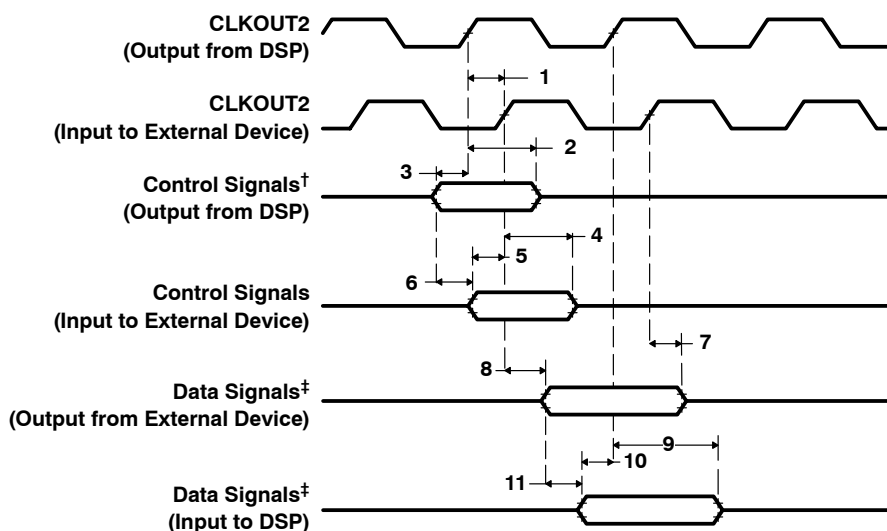 CLKOUT2
(Output from DSP)
1
CLKOUT2
(Input to External Device)
2
3
Control Signals†
(Output from DSP)
4
5
6
Control Signals
(Input to External Device)
7
8
Data Signals‡
(Output from External Device)
9
10
11
Data Signals‡
(Input to DSP)